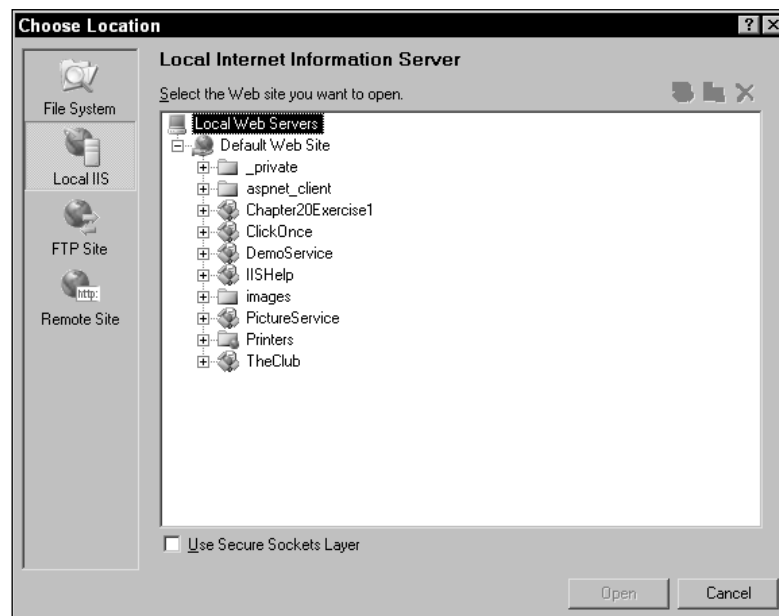 Choose Location
File System
Local IIS
FTP Site
http:
Remote Site
Local Internet Information Server
Select the Web site you want to open.
Local Web Servers
Default Web Site
_private
aspnet_client
Chapter20Exercise1
ClickOnce
DemoService
IISHelp
images
PictureService
Printers
TheClub
Use Secure Sockets Layer
Open
Cancel